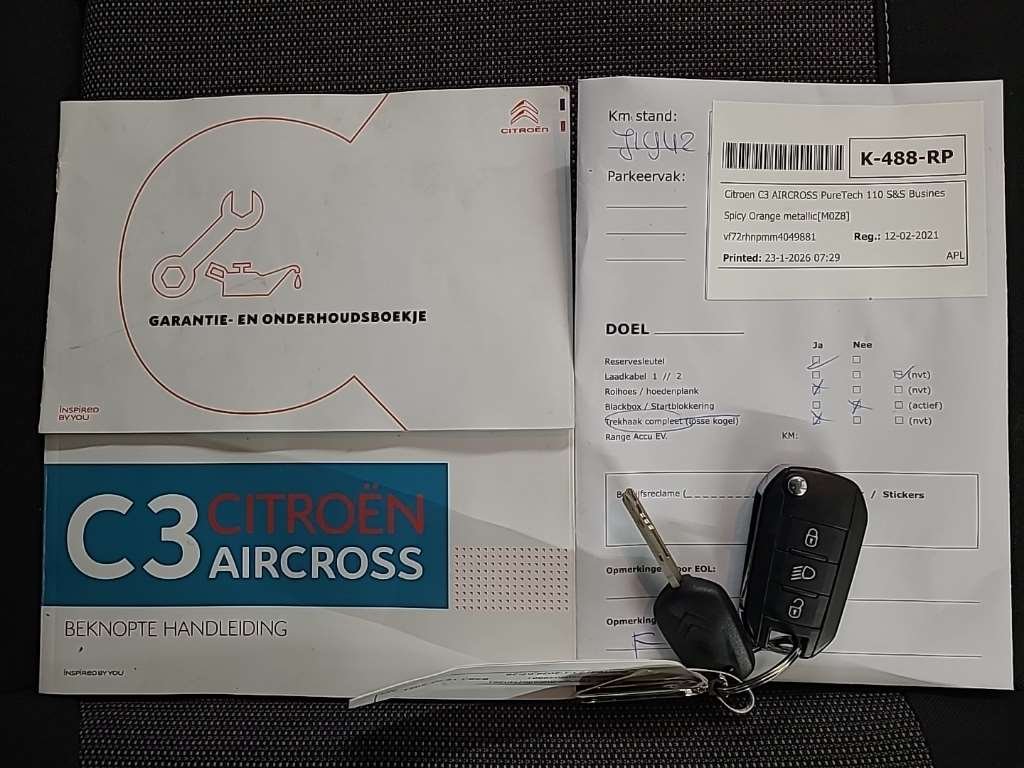 CITROËN
GARANTIE- EN ONDERHOUDSBOEKJE
INSPIRED
BY YOU
C3 CITROËN
AIRCROSS
BEKNOPTE HANDLEIDING
INSPIRED BY YOU
Km stand:
Parkeervak:
K-488-RP
Citroen C3 AIRCROSS PureTech 110 S&S Busines
Spicy Orange metallic[M0Z8]
vf72rhnpmm4049881 Reg.: 12-02-2021
Printed: 23-1-2026 07:29 APL
DOEL
Ja Nee
Reservesleutel
Laadkabel 1 // 2 (nvt)
Rolhoes / hoedenplank (nvt)
Blackbox / Startblokkering (actief)
Trekhaak compleet (losse kogel) (nvt)
Range Accu EV. KM:
/ Stickers
EOL: